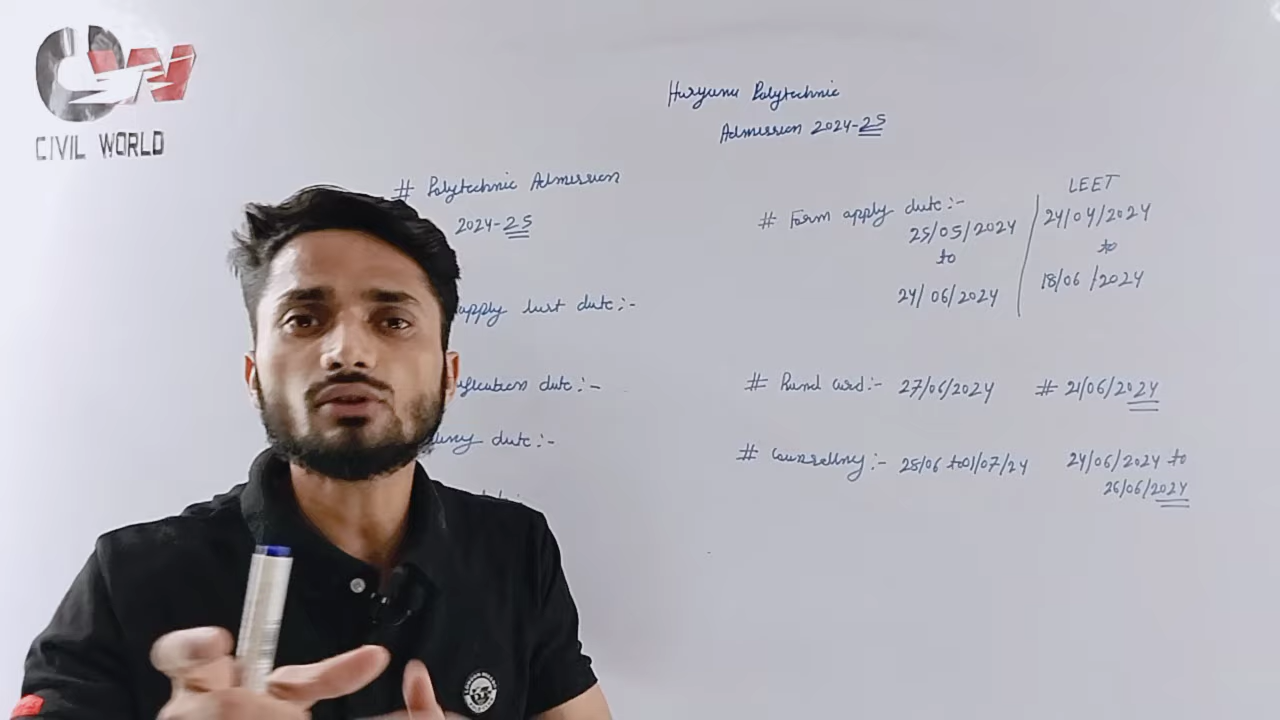 CW
CIVIL WORLD
Haryana Polytechnic
Admission 2024-25
# Polytechnic Admission
2024-25
apply last date:-
date:-
date:-
LEET
# Form apply date:-
25/05/2024
to
24/06/2024
24/04/2024
to
18/06/2024
# Rank card:- 27/06/2024 # 21/06/2024
# Counselling:- 28/06 to 01/07/24 24/06/2024 to
26/06/2024